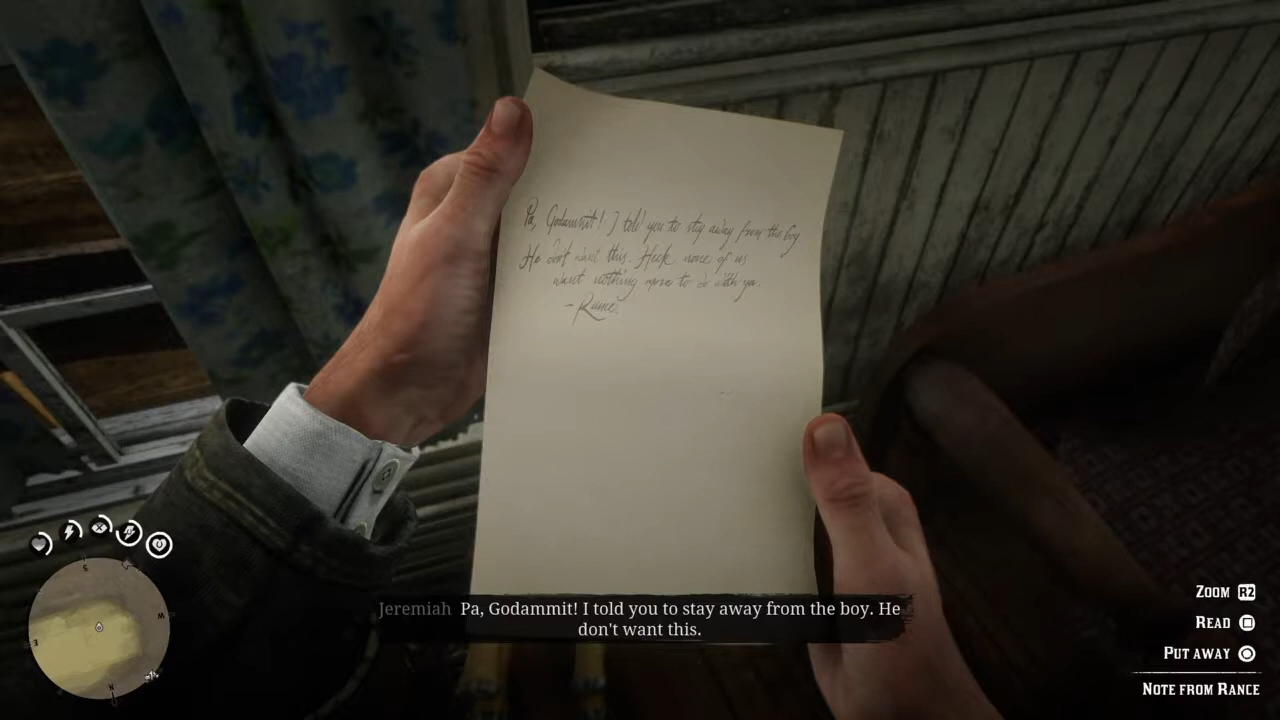 Pa, Godammit! I told you to stay away from the boy
He don't want this. Heck none of us
want nothing more to do with ya.
- Rance.
Jeremiah Pa, Godammit! I told you to stay away from the boy. He
don't want this.
S
W
E
N
ZOOM R2
READ
PUT AWAY
NOTE FROM RANCE